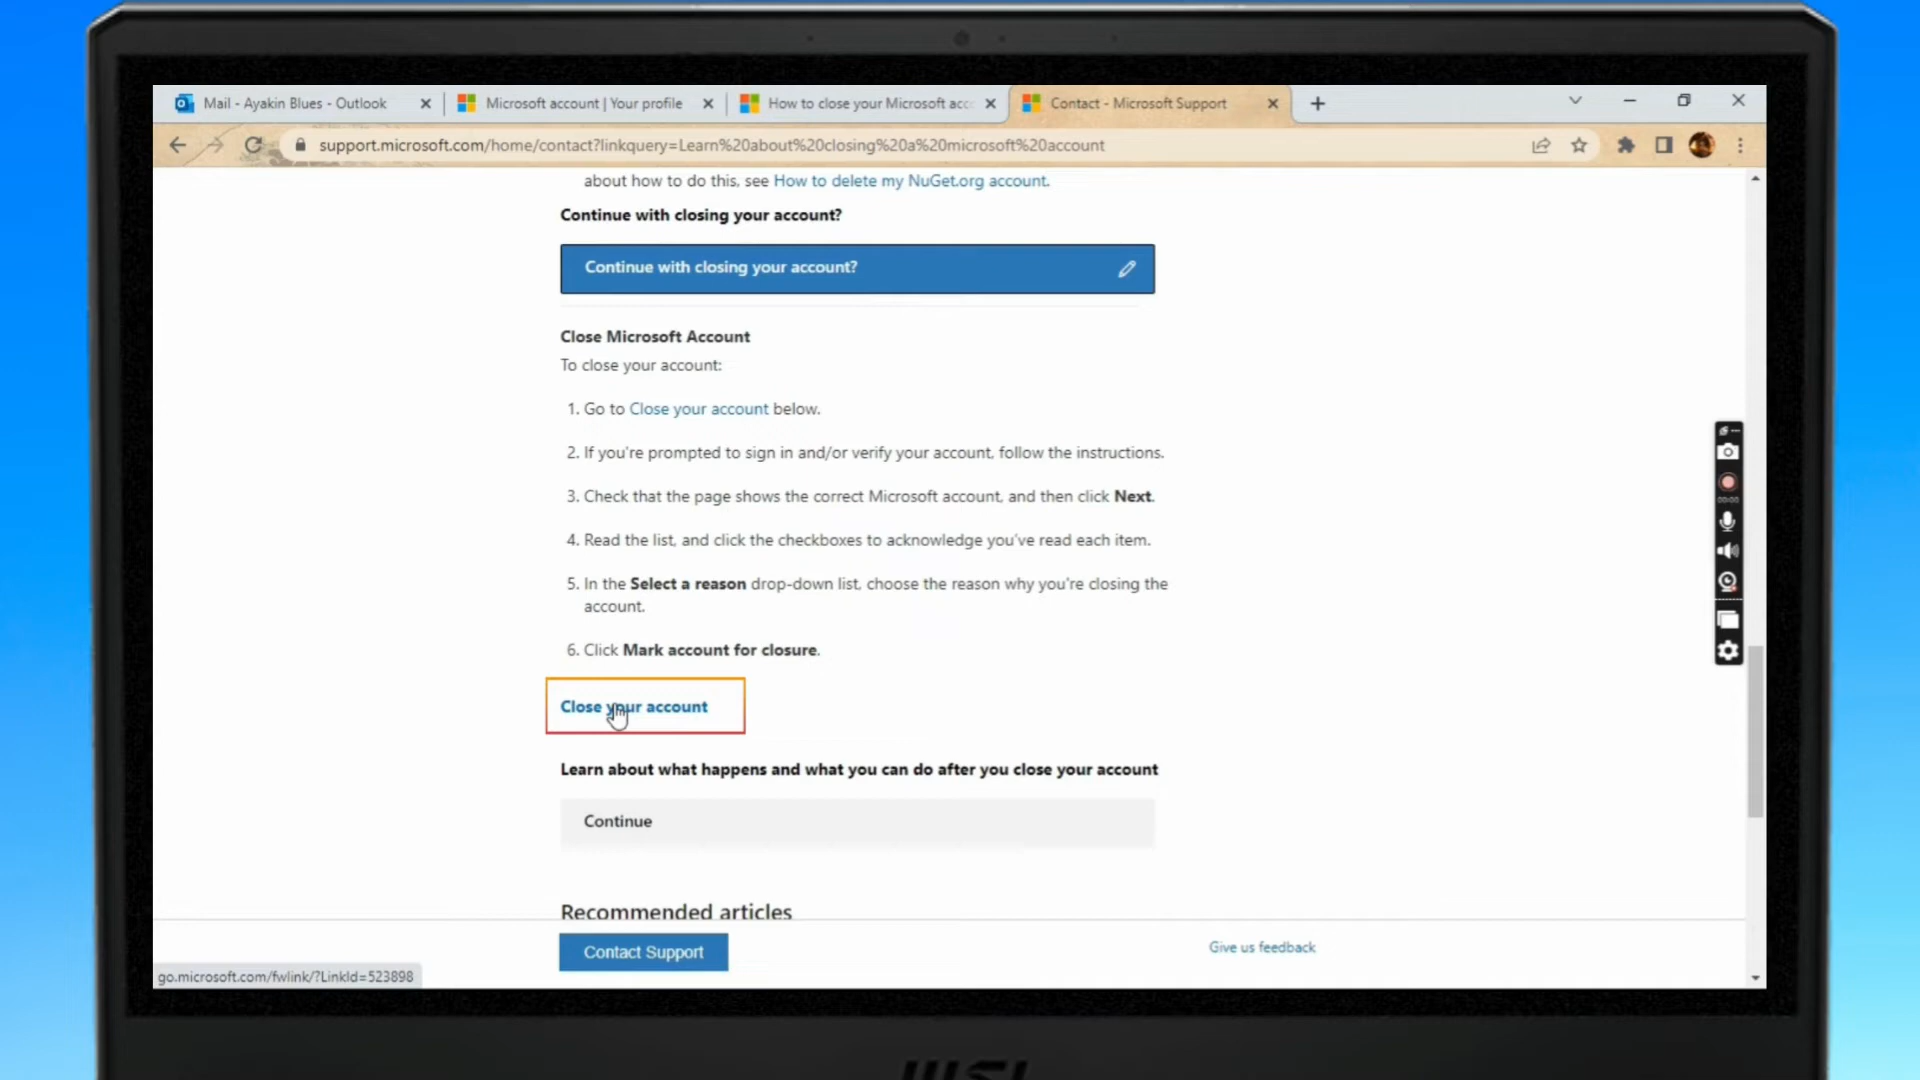 Mail - Ayakin Blues - Outlook
Microsoft account | Your profile
How to close your Microsoft acc
Contact - Microsoft Support
support.microsoft.com/home/contact?linkquery=Learn%20about%20closing%20a%20microsoft%20account
about how to do this, see How to delete my NuGet.org account.
Continue with closing your account?
Continue with closing your account?
Close Microsoft Account
To close your account:
1. Go to Close your account below.
2. If you're prompted to sign in and/or verify your account, follow the instructions.
3. Check that the page shows the correct Microsoft account, and then click Next.
4. Read the list, and click the checkboxes to acknowledge you've read each item.
5. In the Select a reason drop-down list, choose the reason why you're closing the
account.
6. Click Mark account for closure.
Close your account
Learn about what happens and what you can do after you close your account
Continue
Recommended articles
Contact Support
Give us feedback
go.microsoft.com/fwlink/?LinkId=523898
msi